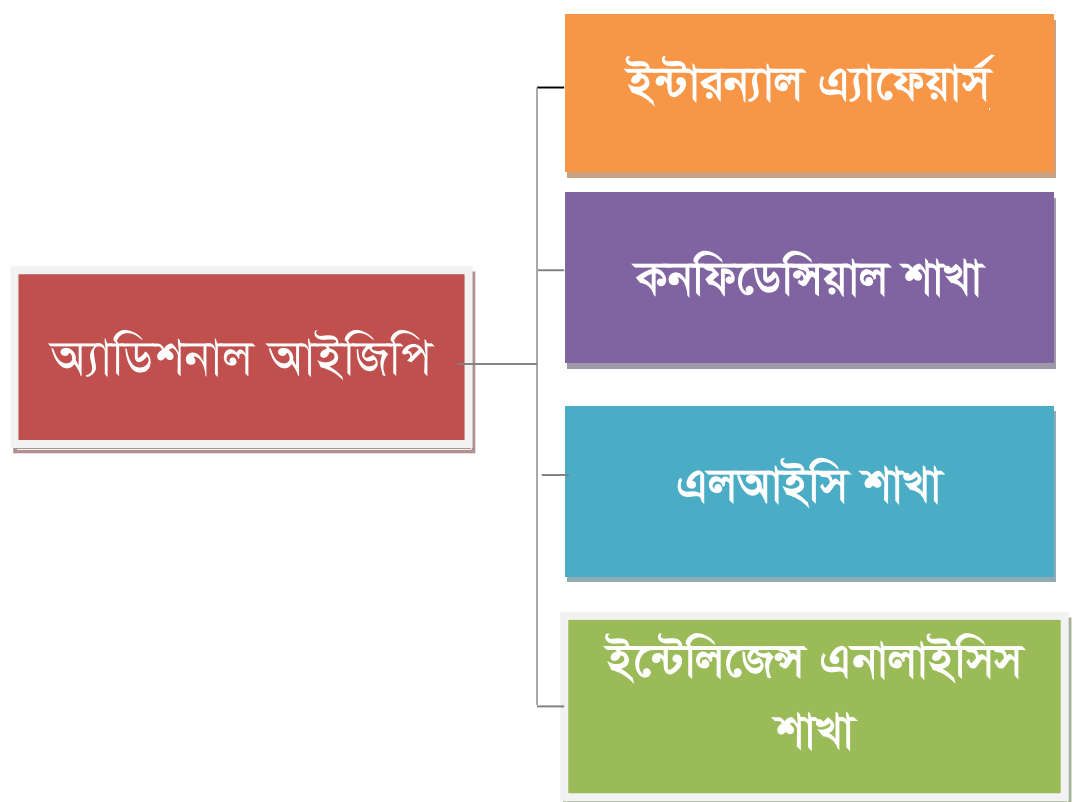 ইন্টারন্যাল এ্যাফেয়ার্স
কনফিডেন্সিয়াল শাখা
অ্যাডিশনাল আইজিপি
এলআইসি শাখা
ইন্টেলিজেন্স এনালাইসিস
শাখা